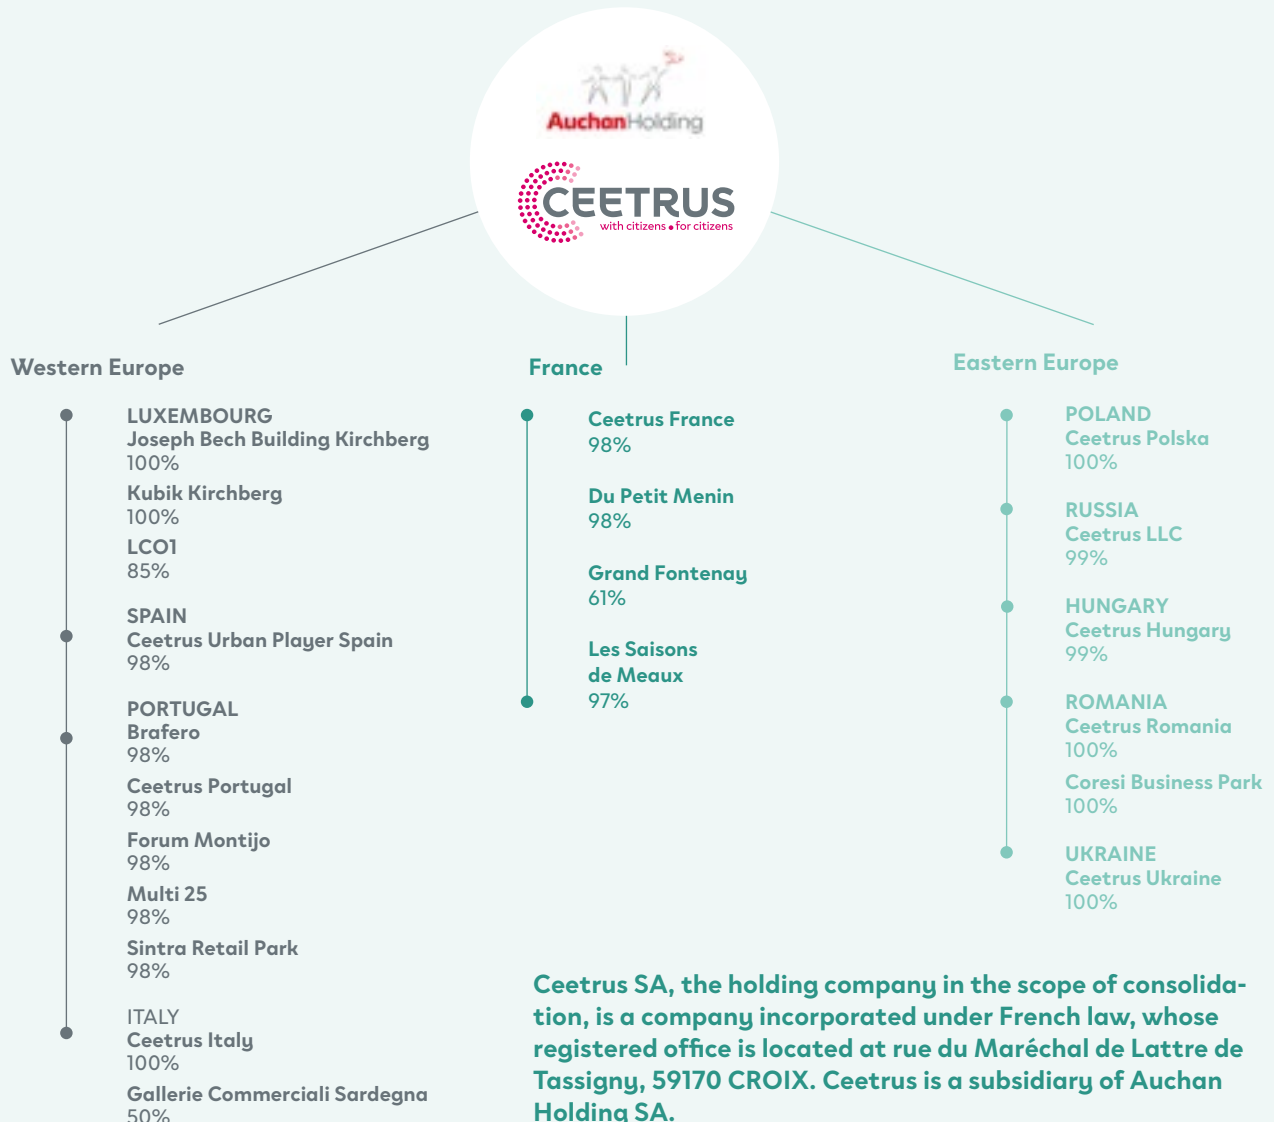 AuchanHolding
CEETRUS
with citizens • for citizens
Western Europe
LUXEMBOURG
Joseph Bech Building Kirchberg
100%
Kubik Kirchberg
100%
LCO1
85%
SPAIN
Ceetrus Urban Player Spain
98%
PORTUGAL
Brafero
98%
Ceetrus Portugal
98%
Forum Montijo
98%
Multi 25
98%
Sintra Retail Park
98%
ITALY
Ceetrus Italy
100%
Gallerie Commerciali Sardegna
50%
France
Ceetrus France
98%
Du Petit Menin
98%
Grand Fontenay
61%
Les Saisons
de Meaux
97%
Eastern Europe
POLAND
Ceetrus Polska
100%
RUSSIA
Ceetrus LLC
99%
HUNGARY
Ceetrus Hungary
99%
ROMANIA
Ceetrus Romania
100%
Coresi Business Park
100%
UKRAINE
Ceetrus Ukraine
100%
Ceetrus SA, the holding company in the scope of consolida-
tion, is a company incorporated under French law, whose
registered office is located at rue du Maréchal de Lattre de
Tassigny, 59170 CROIX. Ceetrus is a subsidiary of Auchan
Holding SA.